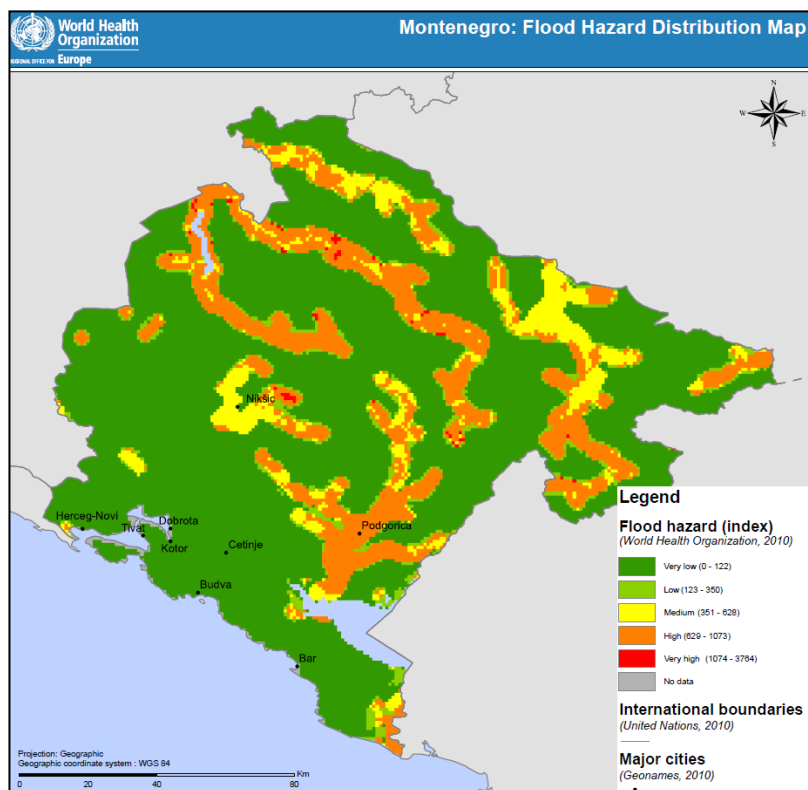 World Health
Organization
REGIONAL OFFICE FOR Europe
Montenegro: Flood Hazard Distribution Map
N
W E
S
Nikšic
Podgorica
Herceg-Novi
Tivat
Dobrota
Kotor
Cetinje
Budva
Bar
Legend
Flood hazard (index)
(World Health Organization, 2010)
Very low (0 - 122)
Low (123 - 350)
Medium (351 - 628)
High (629 - 1073)
Very high (1074 - 3764)
No data
International boundaries
(United Nations, 2010)
Major cities
(Geonames, 2010)
Projection: Geographic
Geographic coordinate system : WGS 84
Km
0 20 40 80